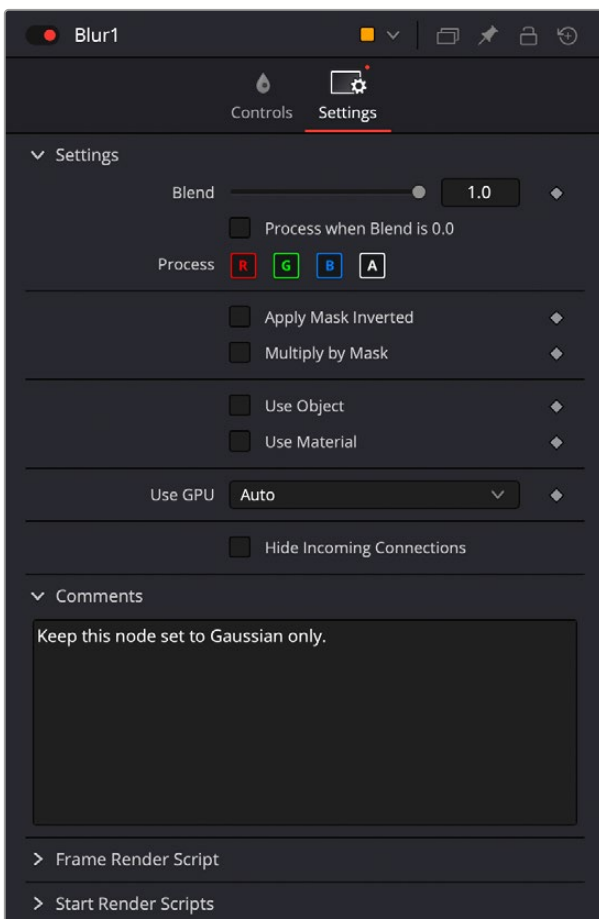 Blur1
Controls Settings
Settings
Blend 1.0
Process when Blend is 0.0
Process R G B A
Apply Mask Inverted
Multiply by Mask
Use Object
Use Material
Use GPU Auto
Hide Incoming Connections
Comments
Keep this node set to Gaussian only.
Frame Render Script
Start Render Scripts